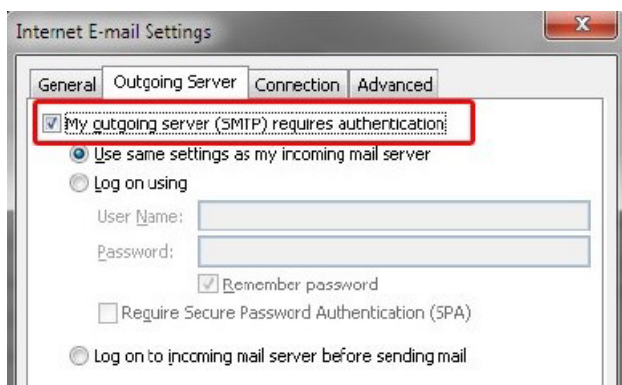 Internet E-mail Settings
General Outgoing Server Connection Advanced
My outgoing server (SMTP) requires authentication
Use same settings as my incoming mail server
Log on using
User Name:
Password:
Remember password
Require Secure Password Authentication (SPA)
Log on to incoming mail server before sending mail